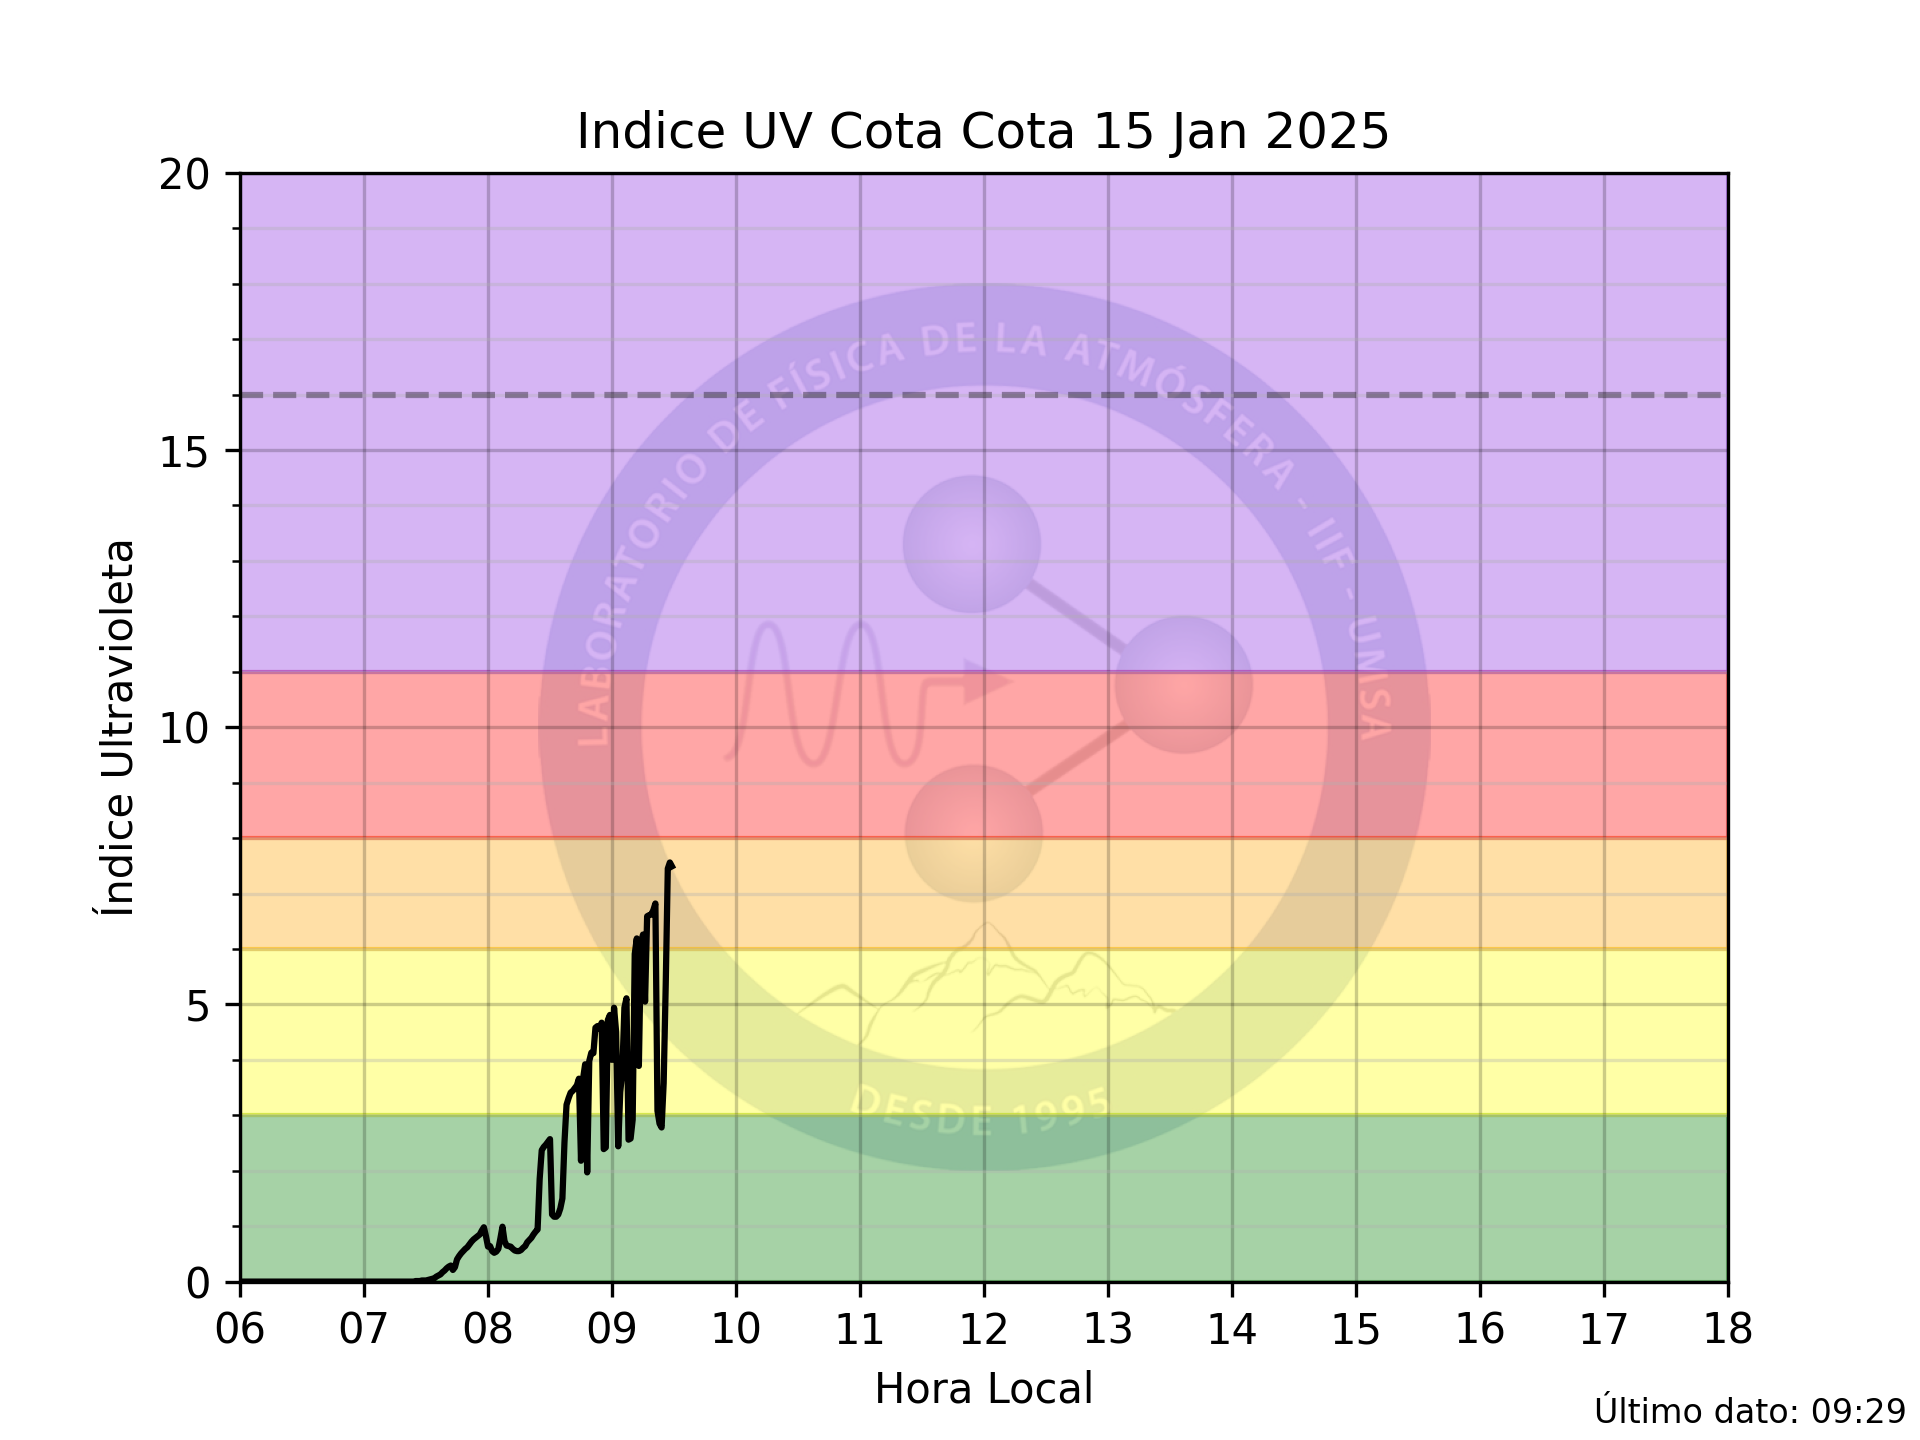 Indice UV Cota Cota 15 Jan 2025
20
15
10
5
0
Índice Ultravioleta
LABORATORIO DE FÍSICA DE LA ATMÓSFERA - IIF - UMSA
DESDE 1995
06 07 08 09 10 11 12 13 14 15 16 17 18
Hora Local
Último dato: 09:29